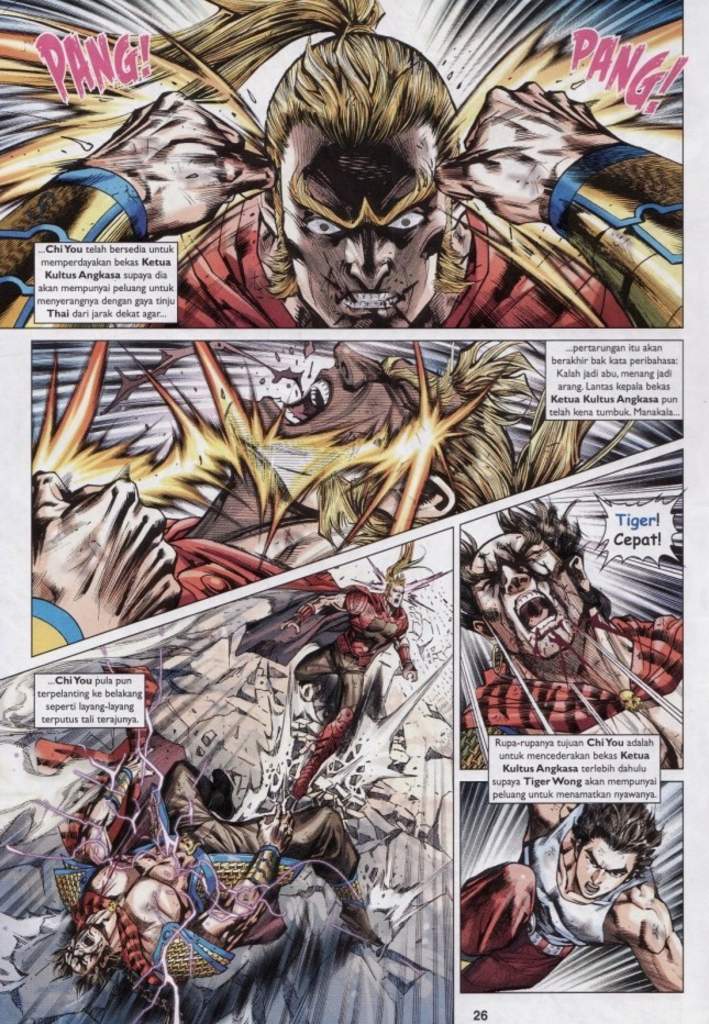 PANG!
PANG!
...Chi You telah bersedia untuk
memperdayakan bekas Ketua
Kultus Angkasa supaya dia
akan mempunyai peluang untuk
menyerangnya dengan gaya tinju
Thai dari jarak dekat agar...
...pertarungan itu akan
berakhir bak kata peribahasa:
Kalah jadi abu, menang jadi
arang. Lantas kepala bekas
Ketua Kultus Angkasa pun
telah kena tumbuk. Manakala...
Tiger!
Cepat!
...Chi You pula pun
terpelanting ke belakang
seperti layang-layang
terputus tali terajunya.
Rupa-rupanya tujuan Chi You adalah
untuk mencederakan bekas Ketua
Kultus Angkasa terlebih dahulu
supaya Tiger Wong akan mempunyai
peluang untuk menamatkan nyawanya.
26